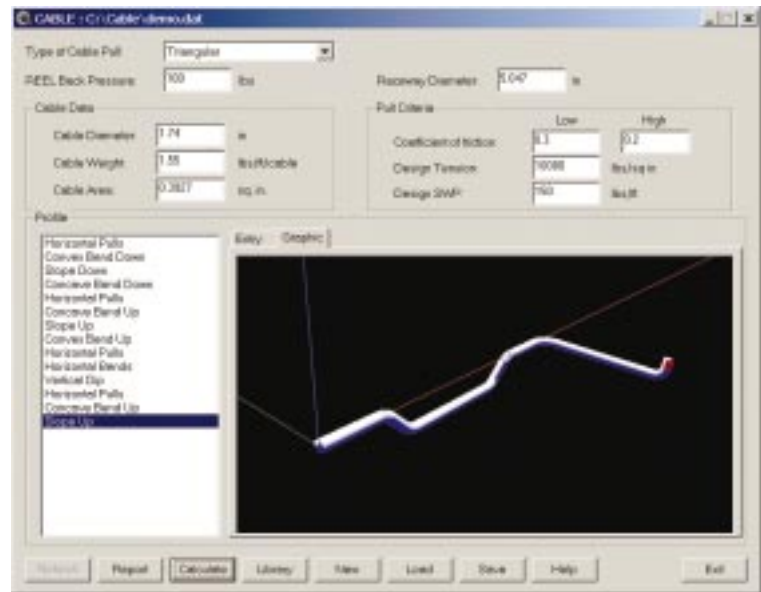 CABLE : C:\Cable\demo.dat
Type of Cable Pull Triangular
REEL Back Pressure 100 lbs Raceway Diameter 5.047 in
Cable Data
Cable Diameter 1.74 in
Cable Weight 1.55 lbs/ft/cable
Cable Area 0.3927 sq. in.
Pull Criteria
Low High
Coefficient of friction 0.3 0.2
Design Tension 10000 lbs/sq in
Design SWP 150 lbs/ft
Profile
Entry Graphic
Horizontal Pulls
Convex Bend Down
Slope Down
Concave Bend Down
Horizontal Pulls
Concave Bend Up
Slope Up
Convex Bend Up
Horizontal Pulls
Horizontal Bends
Vertical Dip
Horizontal Pulls
Concave Bend Up
Slope Up
Report Calculate Library New Load Save Help Exit